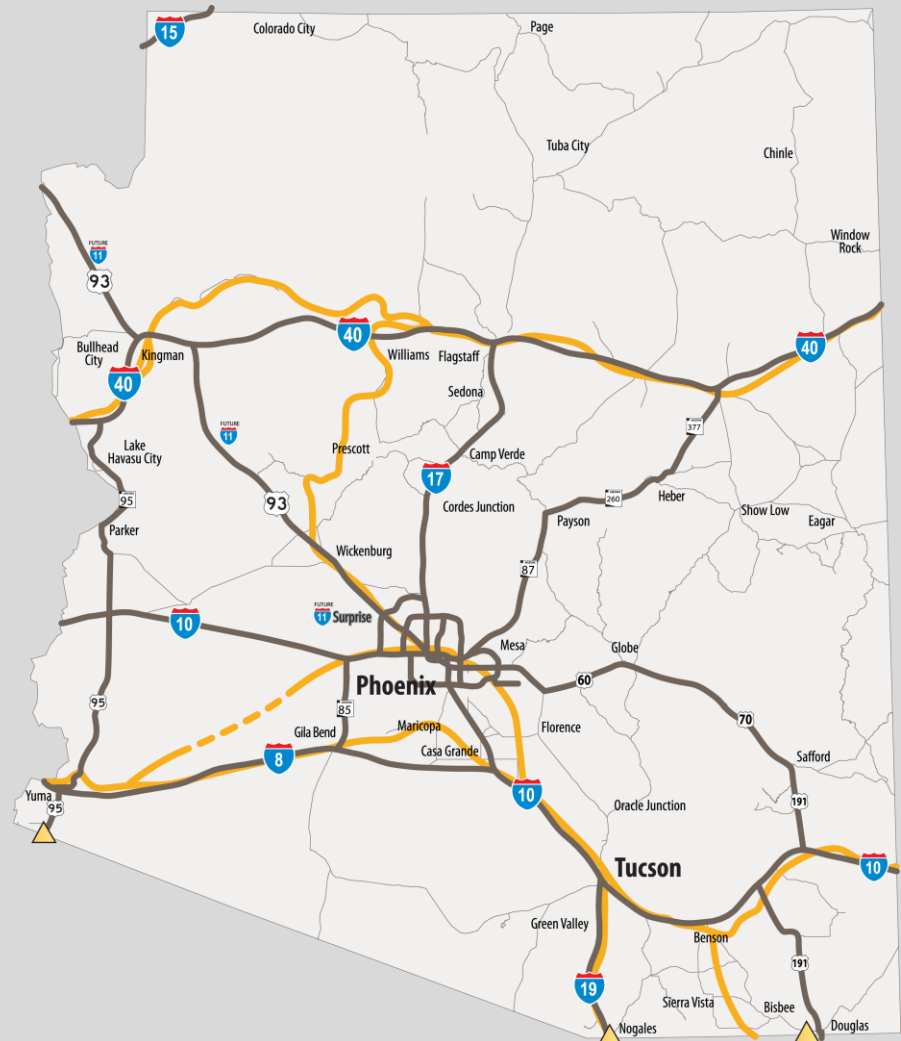 15
Colorado City
Page
Tuba City
Chinle
Window
Rock
FUTURE
11
93
40
40
Bullhead
City
Kingman
Williams
Flagstaff
40
Sedona
377
FUTURE
11
Lake
Havasu City
Prescott
Camp Verde
17
95
93
Cordes Junction
Heber
260
Show Low
Eagar
Parker
Payson
Wickenburg
87
FUTURE
11
Surprise
10
Mesa
Globe
60
Phoenix
95
85
70
Gila Bend
Maricopa
Florence
Casa Grande
8
Safford
Yuma
95
10
191
Oracle Junction
Tucson
10
Green Valley
Benson
191
19
Sierra Vista
Bisbee
Nogales
Douglas